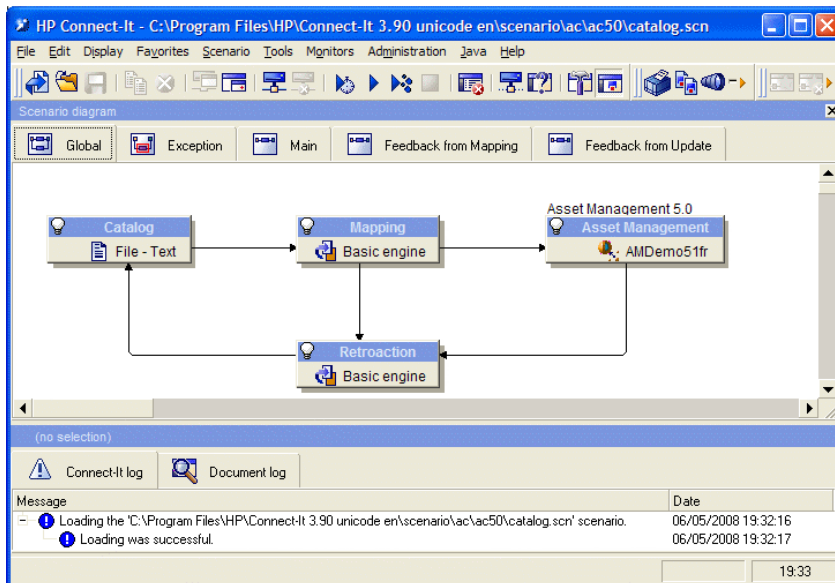 HP Connect-It - C:\Program Files\HP\Connect-It 3.90 unicode en\scenario\ac\ac50\catalog.scn
File Edit Display Favorites Scenario Tools Monitors Administration Java Help
Scenario diagram
Global Exception Main Feedback from Mapping Feedback from Update
Asset Management 5.0
Catalog Mapping Asset Management
File - Text Basic engine AMDemo51fr
Retroaction
Basic engine
(no selection)
Connect-It log Document log
Message Date
Loading the 'C:\Program Files\HP\Connect-It 3.90 unicode en\scenario\ac\ac50\catalog.scn' scenario. 06/05/2008 19:32:16
Loading was successful. 06/05/2008 19:32:17
19:33